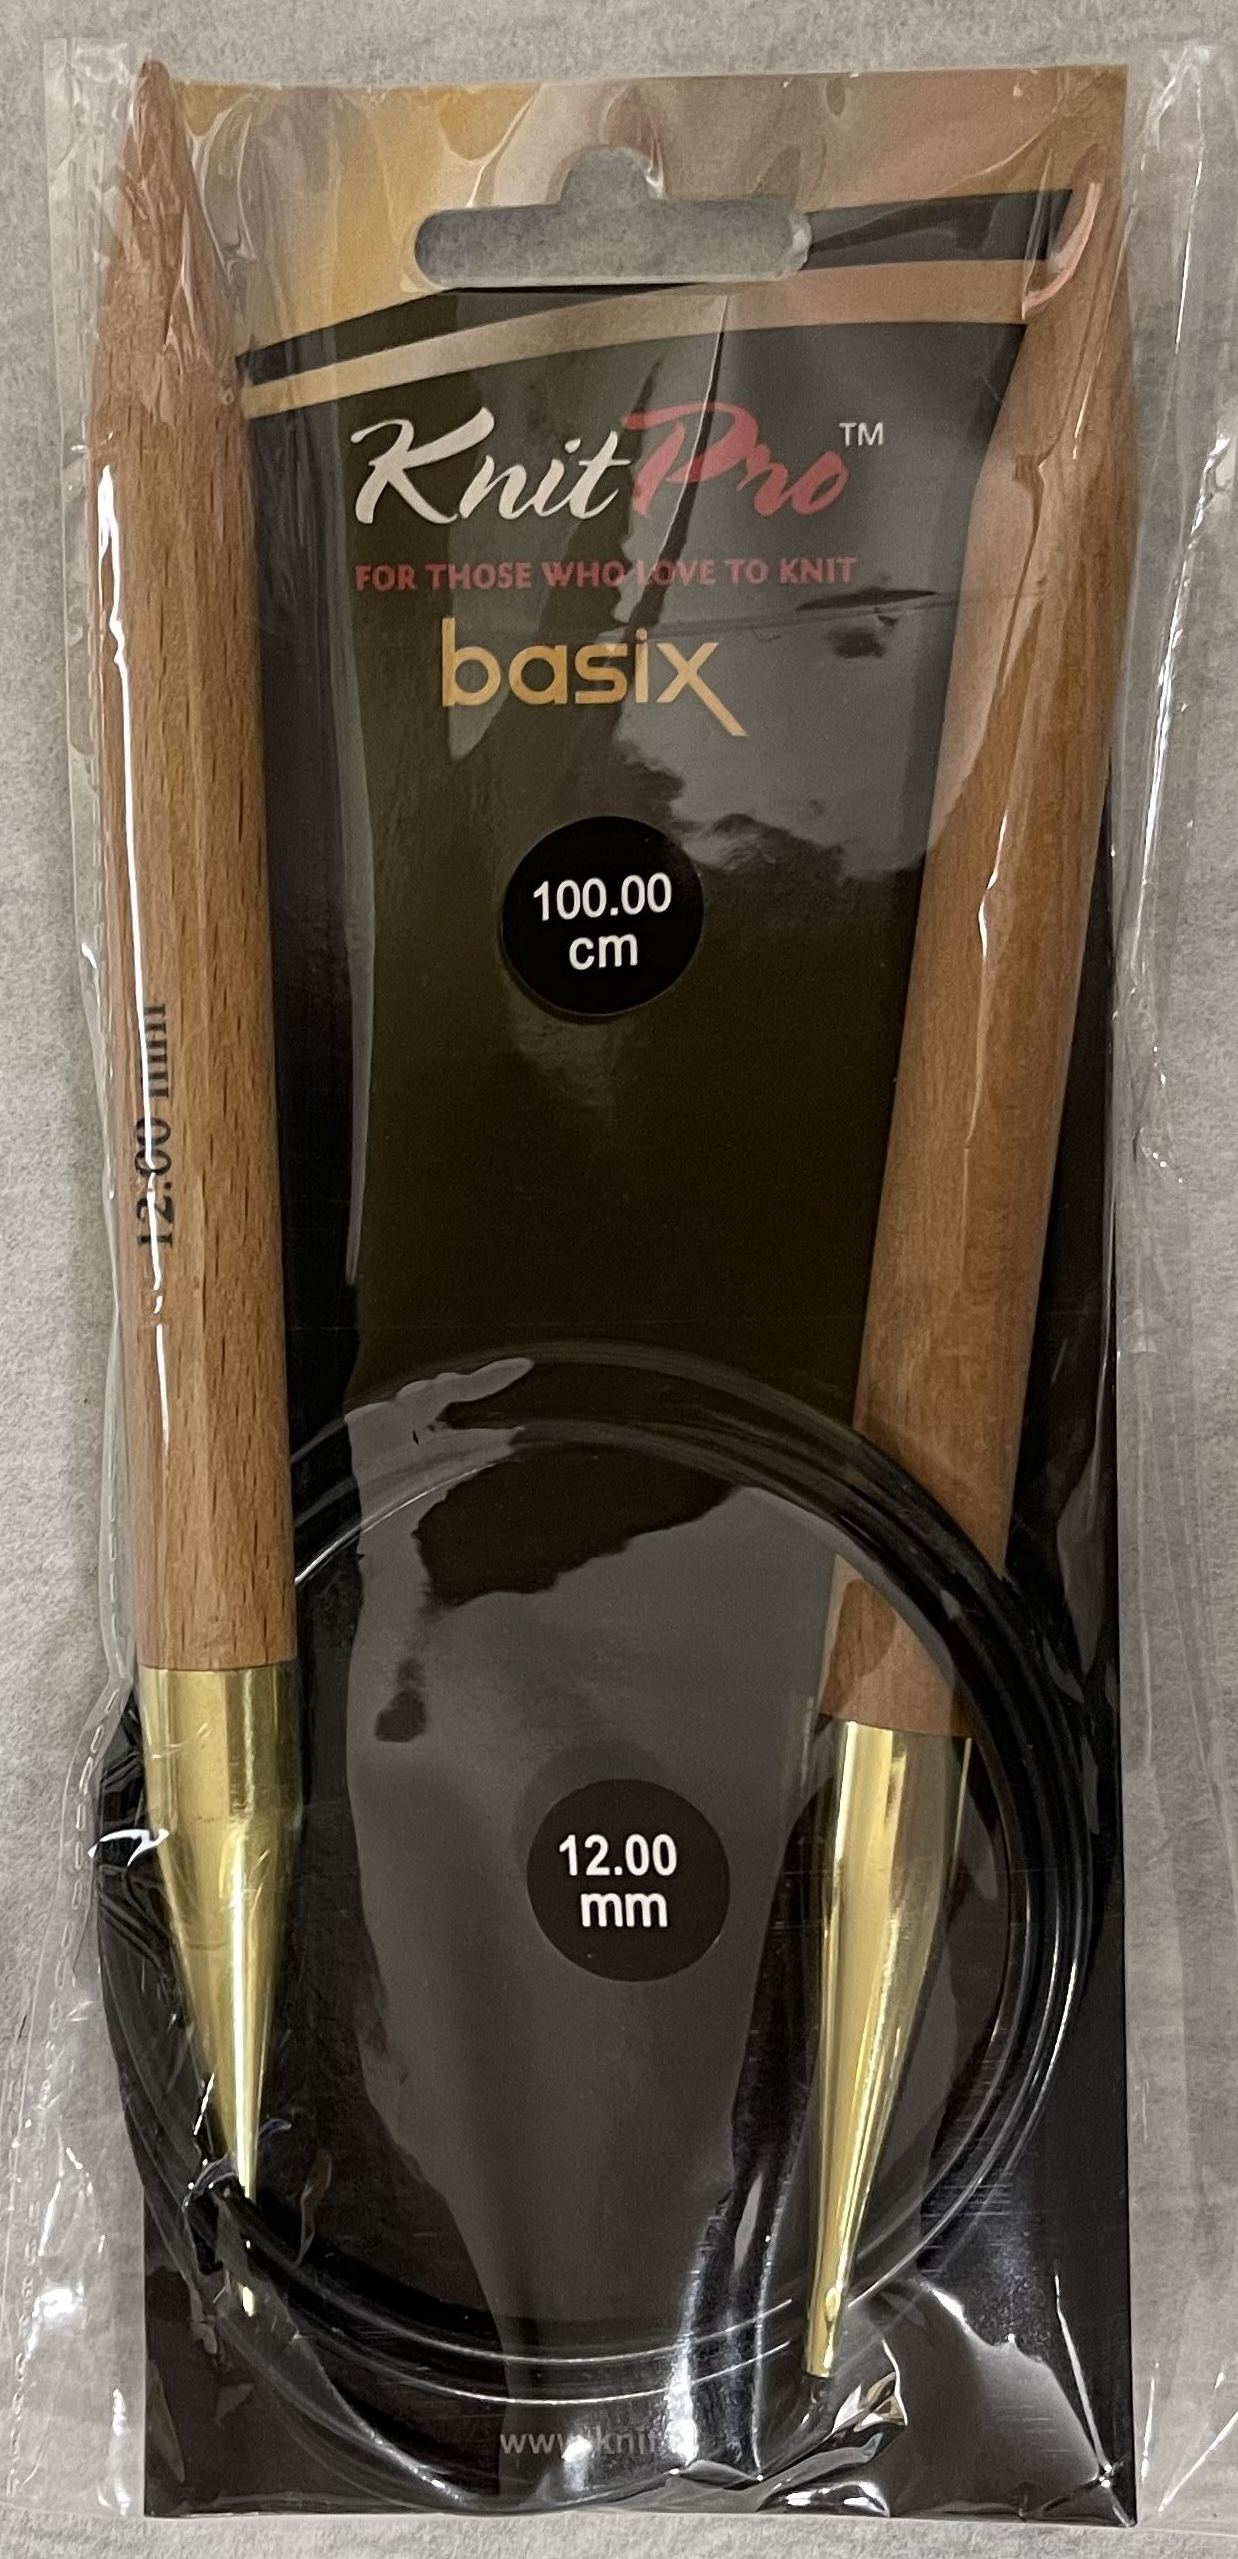 KnitPro™
FOR THOSE WHO LOVE TO KNIT
basix
100.00
cm
12.00 mm
12.00
mm